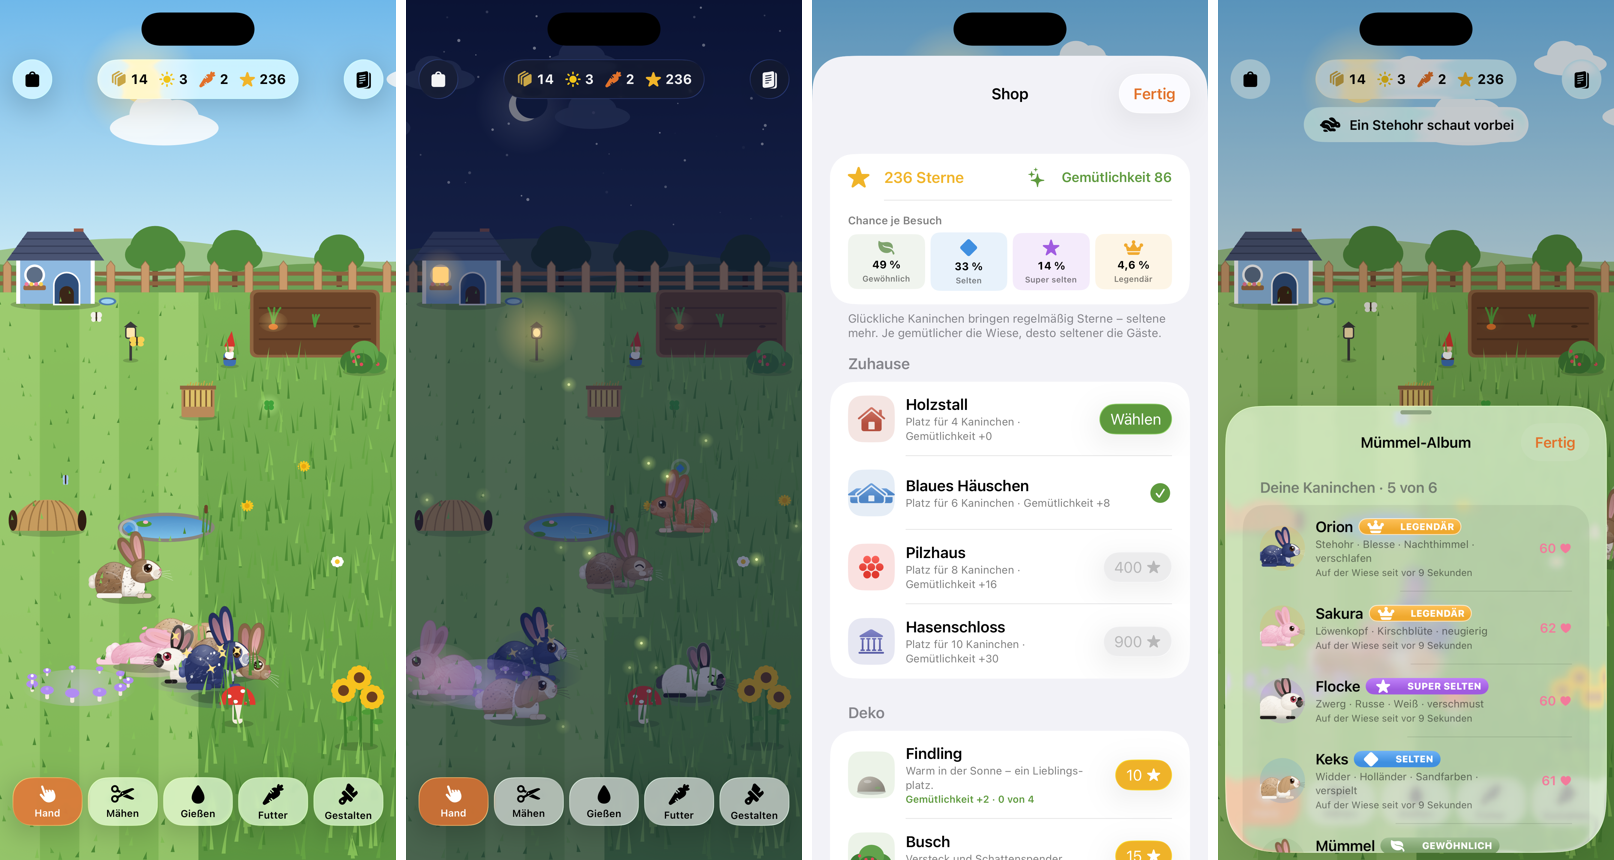 14 3 2 236
Hand Mähen Gießen Futter Gestalten
14 3 2 236
Hand Mähen Gießen Futter Gestalten
Shop
Fertig
236 Sterne
Gemütlichkeit 86
Chance je Besuch
49 % 33 % 14 % 4,6 %
Gewöhnlich Selten Super selten Legendär
Glückliche Kaninchen bringen regelmäßig Sterne – seltene
mehr. Je gemütlicher die Wiese, desto seltener die Gäste.
Zuhause
Holzstall
Platz für 4 Kaninchen ·
Gemütlichkeit +0
Wählen
Blaues Häuschen
Platz für 6 Kaninchen · Gemütlichkeit +8
Pilzhaus
Platz für 8 Kaninchen ·
Gemütlichkeit +16
400
Hasenschloss
Platz für 10 Kaninchen ·
Gemütlichkeit +30
900
Deko
Findling
Warm in der Sonne – ein Lieblings-
platz.
Gemütlichkeit +2 · 0 von 4
10
Busch
Versteck und Schattenspender
15
14 3 2 236
Ein Stehohr schaut vorbei
Mümmel-Album
Fertig
Deine Kaninchen · 5 von 6
Orion LEGENDÄR
Stehohr · Blesse · Nachthimmel ·
verschlafen
Auf der Wiese seit vor 9 Sekunden
60
Sakura LEGENDÄR
Löwenkopf · Kirschblüte · neugierig
Auf der Wiese seit vor 9 Sekunden
62
Flocke SUPER SELTEN
Zwerg · Russe · Weiß · verschmust
Auf der Wiese seit vor 9 Sekunden
60
Keks SELTEN
Widder · Holländer · Sandfarben ·
verspielt
Auf der Wiese seit vor 9 Sekunden
61
Mümmel GEWÖHNLICH